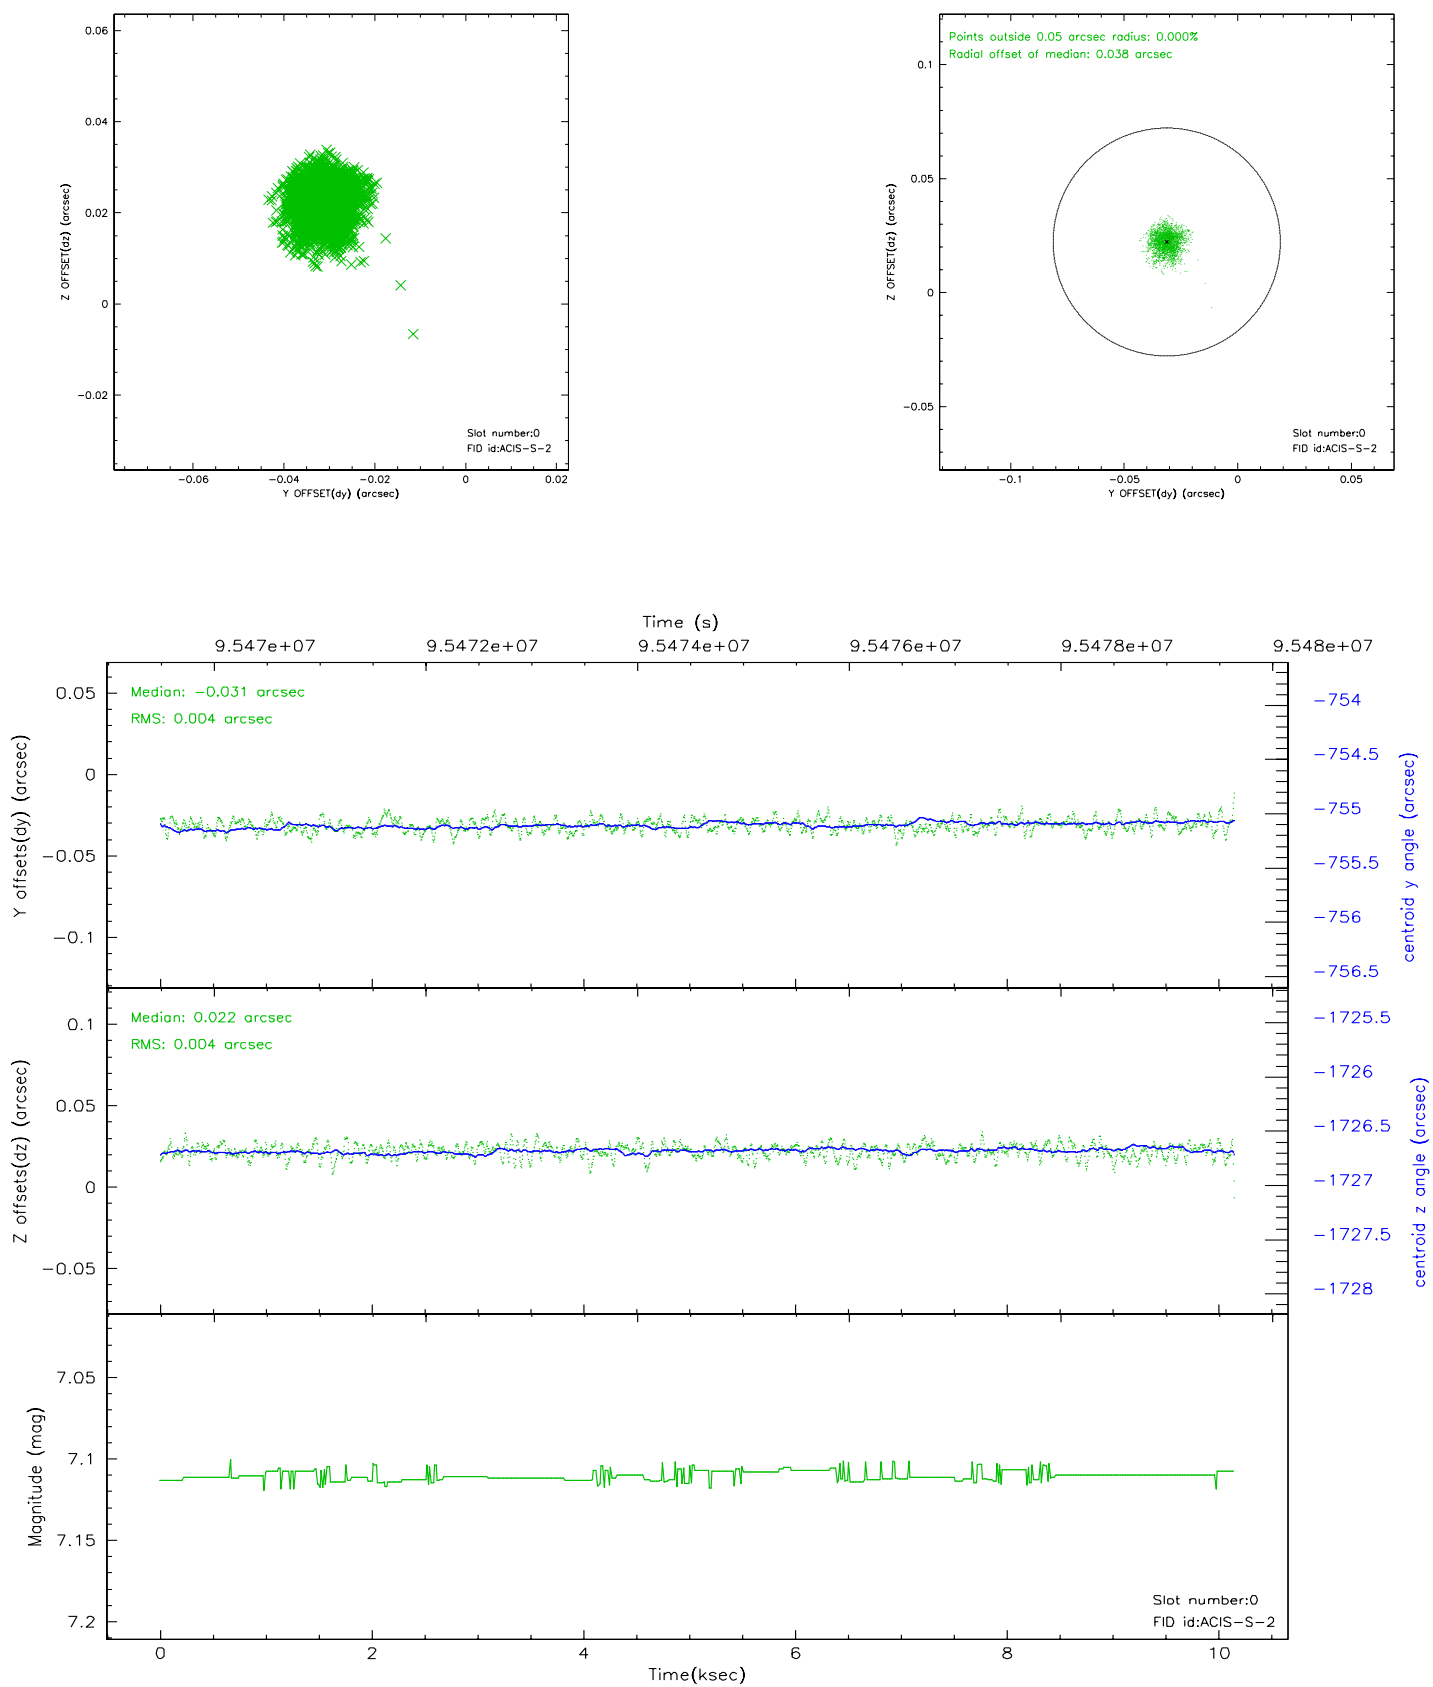 0.06
0.04
0.02
0
−0.02
Z OFFSET(dz) (arcsec)
Slot number:0
FID id:ACIS−S−2
−0.06
−0.04
−0.02
0
0.02
Y OFFSET(dy) (arcsec)
Points outside 0.05 arcsec radius: 0.000%
Radial offset of median: 0.038 arcsec
0.1
0.05
0
−0.05
Z OFFSET(dz) (arcsec)
Slot number:0
FID id:ACIS−S−2
−0.1
−0.05
0
0.05
Y OFFSET(dy) (arcsec)
Time (s)
9.547e+07
9.5472e+07
9.5474e+07
9.5476e+07
9.5478e+07
9.548e+07
Median: −0.031 arcsec
RMS: 0.004 arcsec
0.05
0
−0.05
−0.1
Y offsets(dy) (arcsec)
−754
−754.5
−755
−755.5
−756
−756.5
centroid y angle (arcsec)
Median: 0.022 arcsec
RMS: 0.004 arcsec
0.1
0.05
0
−0.05
Z offsets(dz) (arcsec)
−1725.5
−1726
−1726.5
−1727
−1727.5
−1728
centroid z angle (arcsec)
7.05
7.1
7.15
7.2
Magnitude (mag)
Slot number:0
FID id:ACIS−S−2
0
2
4
6
8
10
Time(ksec)